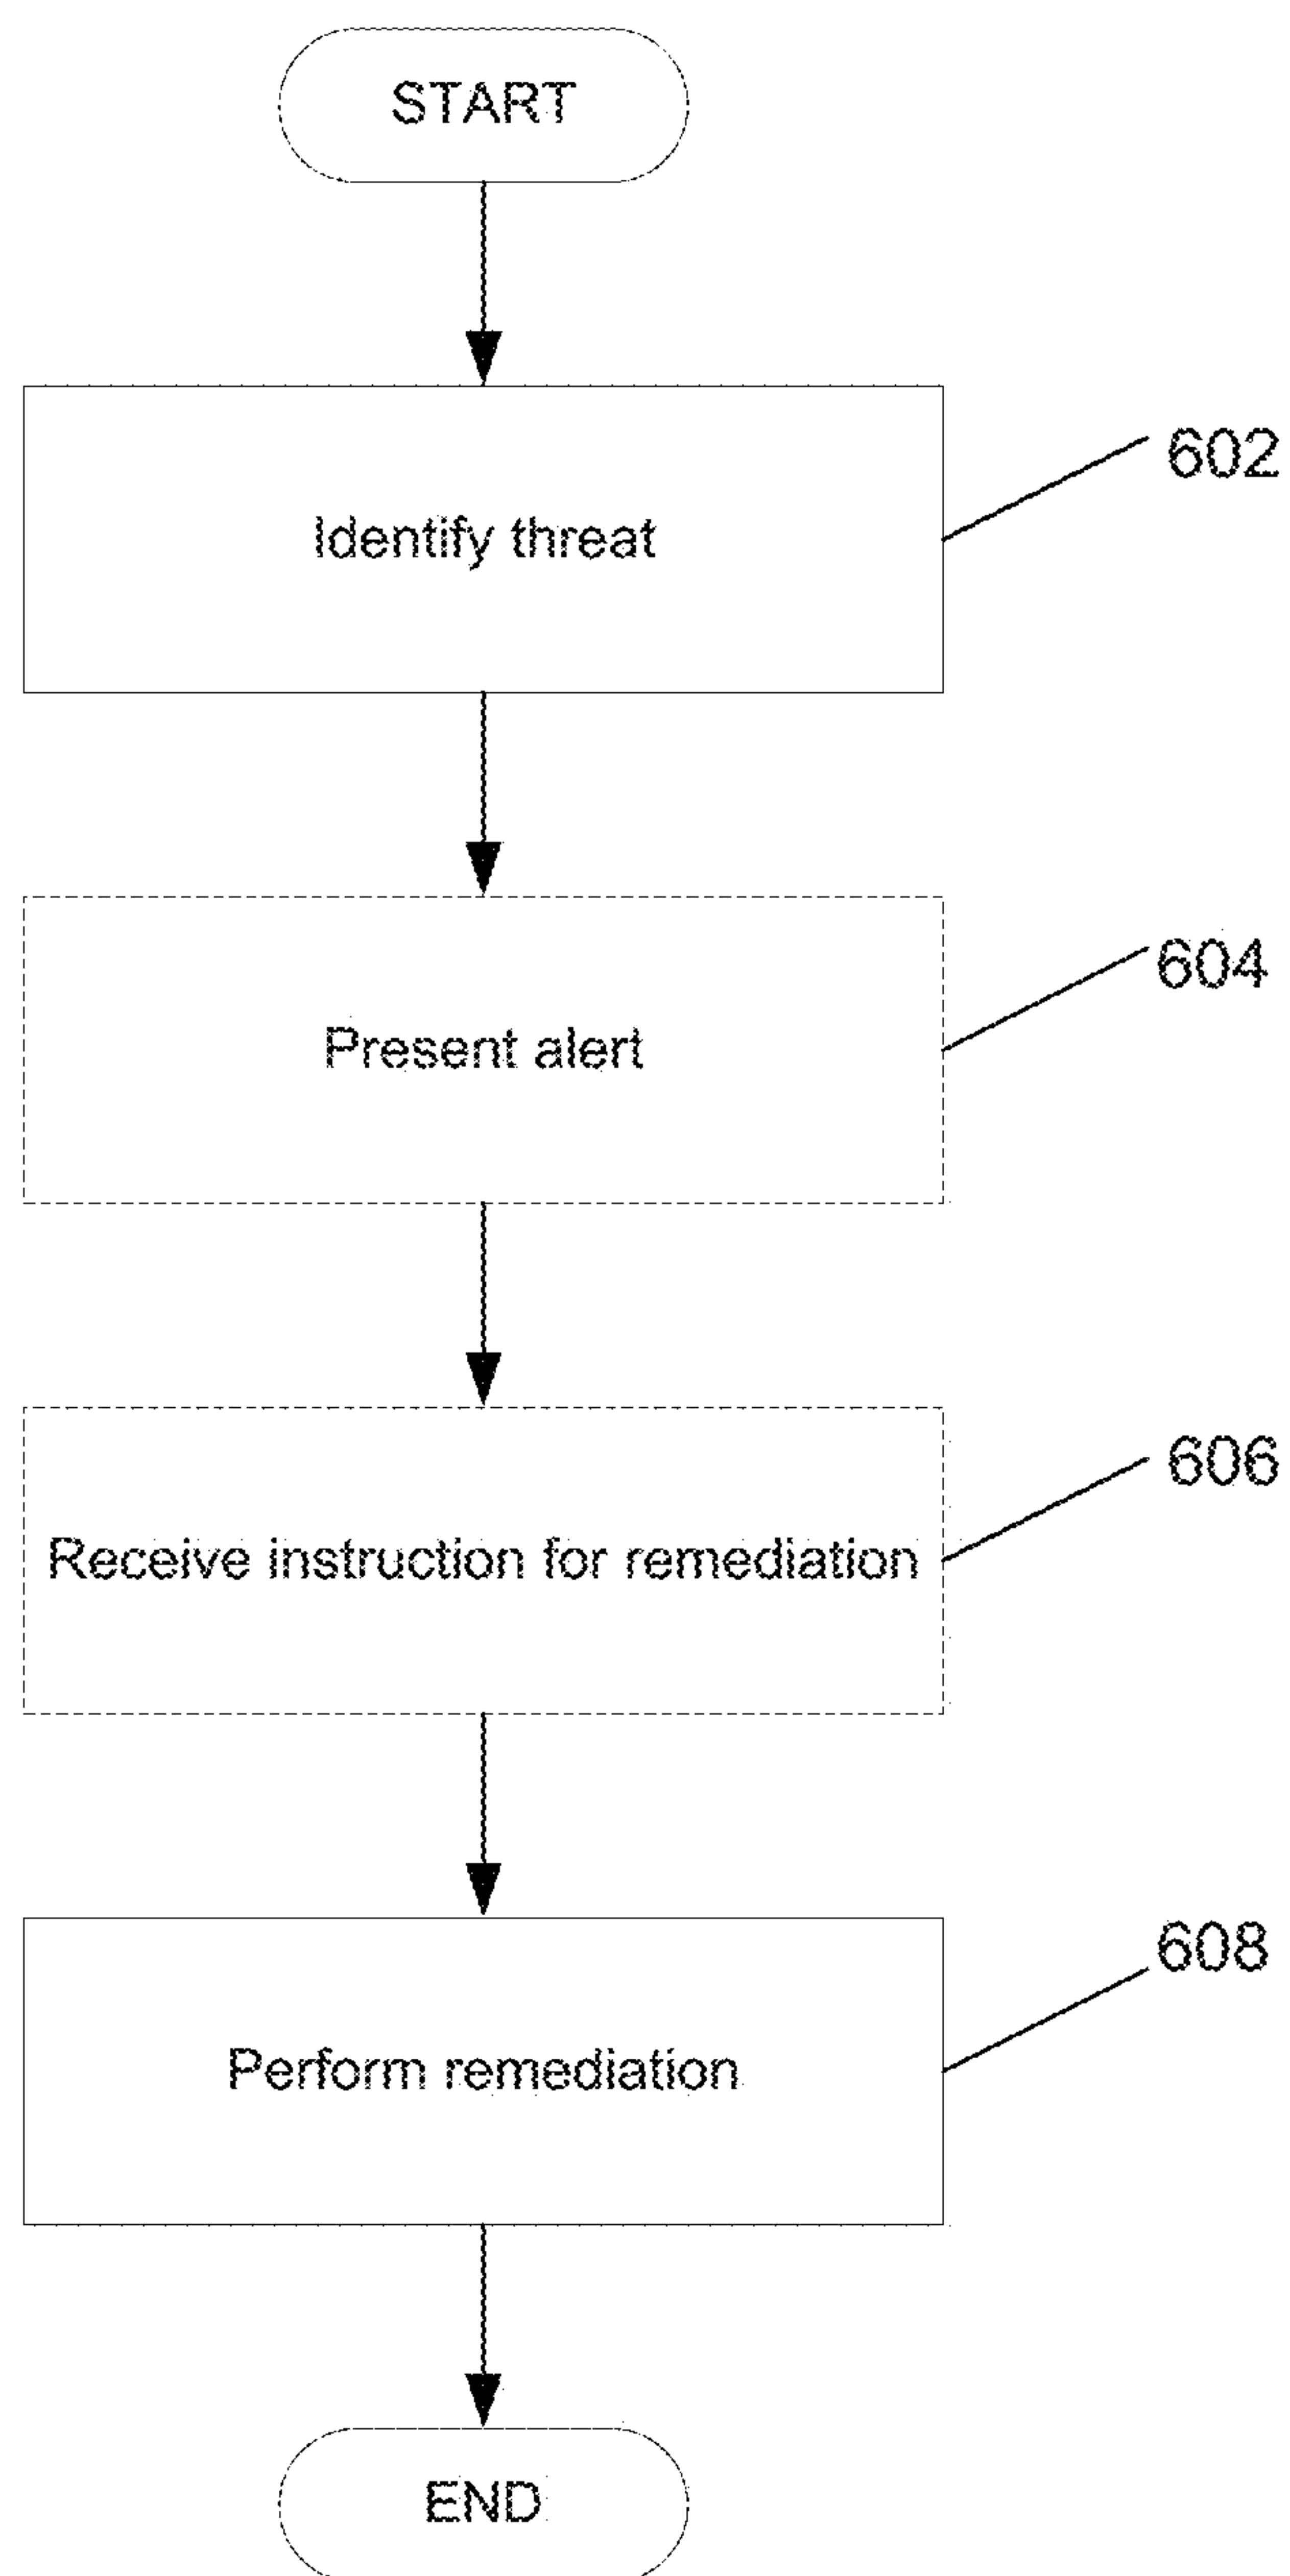 START
Identify threat
602
Present alert
604
Receive instruction for remediation
606
Perform remediation
608
END